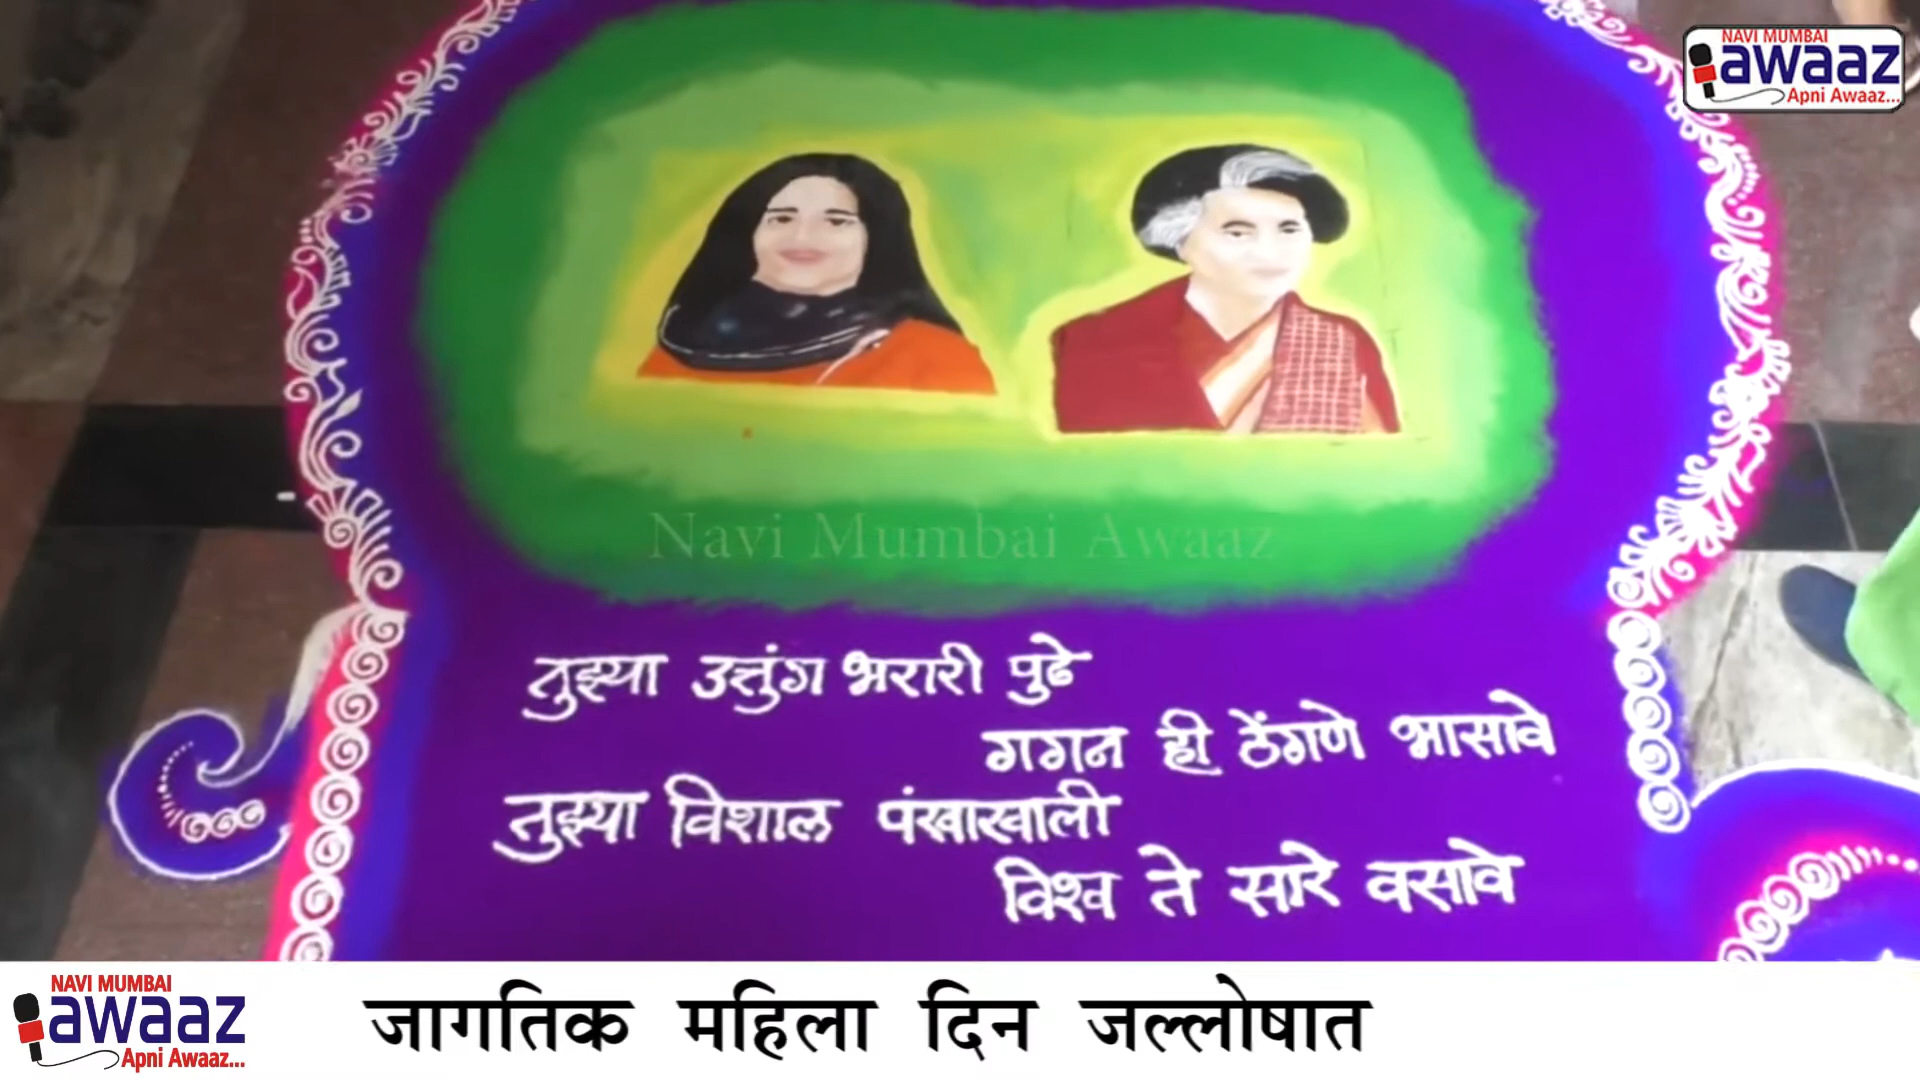 NAVI MUMBAI
awaaz
Apni Awaaz...
Navi Mumbai Awaaz
तुझ्या उत्तुंग भरारी पुढे
गगन ही ठेंगणे भासावे
तुझ्या विशाल पंखाखाली
विश्व ते सारे वसावे
NAVI MUMBAI
awaaz
Apni Awaaz...
जागतिक महिला दिन जल्लोषात